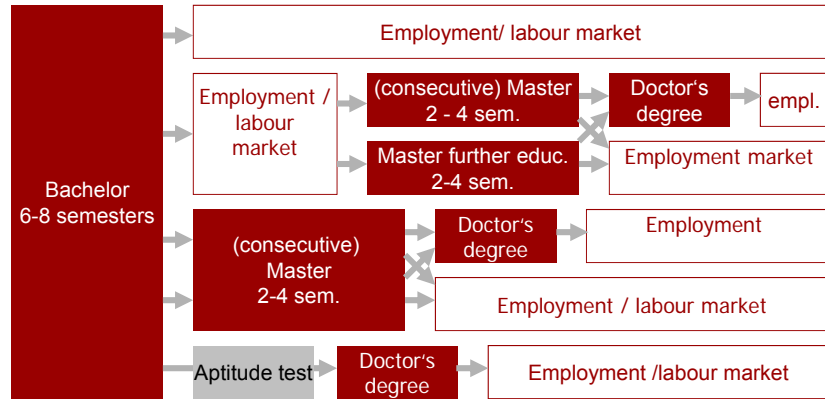 Bachelor
6-8 semesters
Employment/ labour market
Employment /
labour
market
(consecutive) Master
2 - 4 sem.
Doctor‘s
degree
empl.
Master further educ.
2-4 sem.
Employment market
(consecutive)
Master
2-4 sem.
Doctor‘s
degree
Employment
Employment / labour market
Aptitude test
Doctor‘s
degree
Employment /labour market